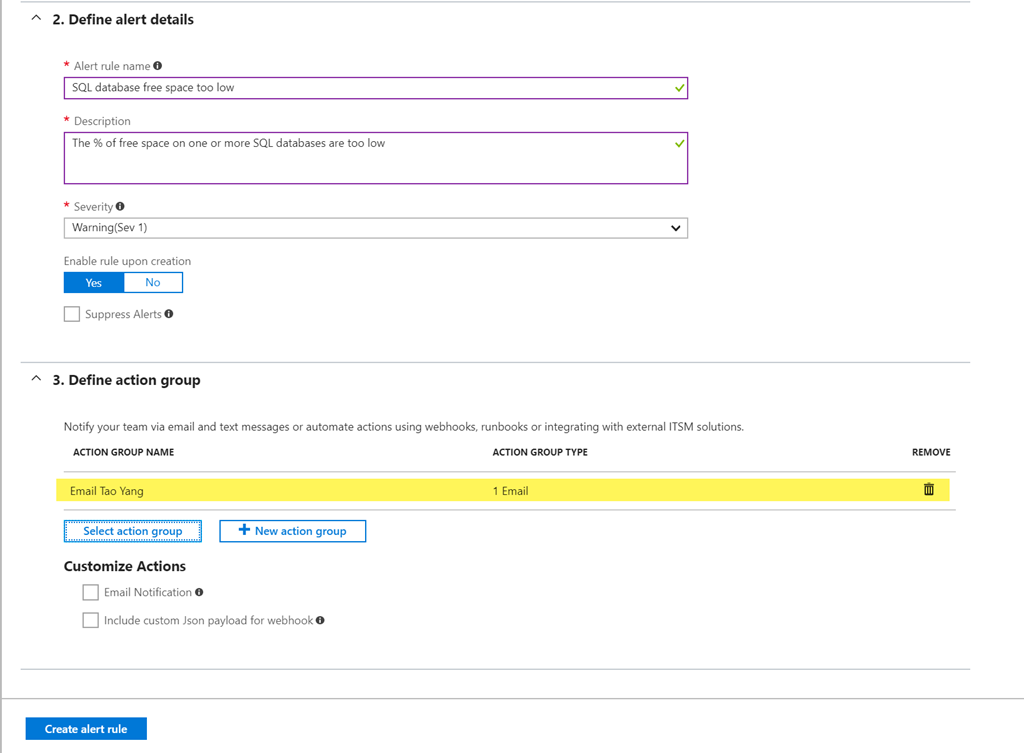 2. Define alert details
* Alert rule name
SQL database free space too low
* Description
The % of free space on one or more SQL databases are too low
* Severity
Warning(Sev 1)
Enable rule upon creation
Yes No
Suppress Alerts
3. Define action group
Notify your team via email and text messages or automate actions using webhooks, runbooks or integrating with external ITSM solutions.
ACTION GROUP NAME ACTION GROUP TYPE REMOVE
Email Tao Yang 1 Email
Select action group + New action group
Customize Actions
Email Notification
Include custom Json payload for webhook
Create alert rule